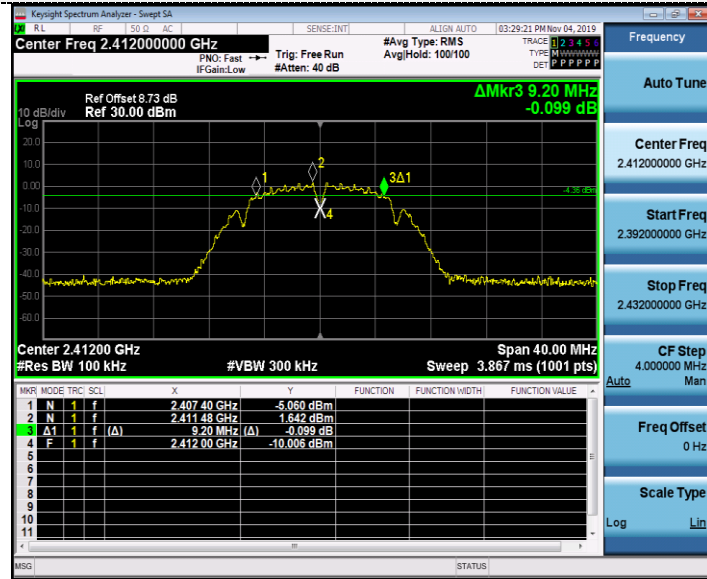 Keysight Spectrum Analyzer - Swept SA
RL RF 50 Ω AC SENSE:INT ALIGN AUTO 03:29:21 PM Nov 04, 2019
Center Freq 2.412000000 GHz #Avg Type: RMS TRACE 1 2 3 4 5 6
PNO: Fast Trig: Free Run Avg|Hold: 100/100 TYPE M W W W W W
IFGain:Low #Atten: 40 dB DET P P P P P P
Ref Offset 8.73 dB ΔMkr3 9.20 MHz
10 dB/div Ref 30.00 dBm -0.099 dB
Log
20.0
10.0
0.00
-10.0
-20.0
-30.0
-40.0
-50.0
-60.0
1
2
3Δ1
4
-4.36 dBm
Center 2.41200 GHz Span 40.00 MHz
#Res BW 100 kHz #VBW 300 kHz Sweep 3.867 ms (1001 pts)
MKR MODE TRC SCL X Y FUNCTION FUNCTION WIDTH FUNCTION VALUE
1 N 1 f 2.407 40 GHz -5.060 dBm
2 N 1 f 2.411 48 GHz 1.642 dBm
3 Δ1 1 f (Δ) 9.20 MHz (Δ) -0.099 dB
4 F 1 f 2.412 00 GHz -10.006 dBm
5
6
7
8
9
10
11
MSG STATUS
Frequency
Auto Tune
Center Freq
2.412000000 GHz
Start Freq
2.392000000 GHz
Stop Freq
2.432000000 GHz
CF Step
4.000000 MHz
Auto Man
Freq Offset
0 Hz
Scale Type
Log Lin